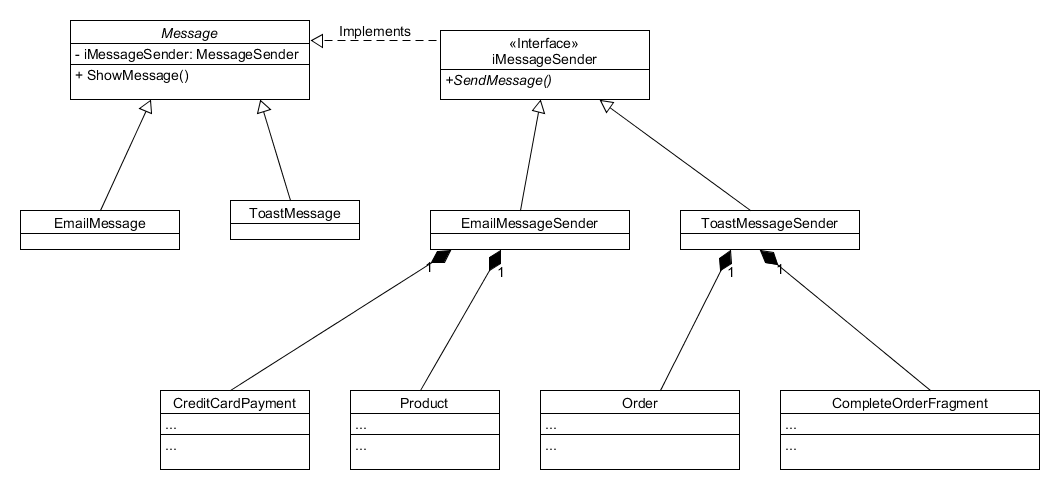 Message
- iMessageSender: MessageSender
+ ShowMessage()
Implements
«Interface»
iMessageSender
+SendMessage()
EmailMessage
ToastMessage
EmailMessageSender
ToastMessageSender
1
1
1
1
CreditCardPayment
...
...
Product
...
...
Order
...
...
CompleteOrderFragment
...
...